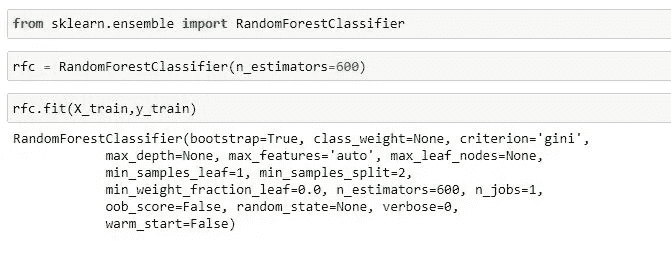 from sklearn.ensemble import RandomForestClassifier
rfc = RandomForestClassifier(n_estimators=600)
rfc.fit(X_train,y_train)
RandomForestClassifier(bootstrap=True, class_weight=None, criterion='gini',
            max_depth=None, max_features='auto', max_leaf_nodes=None,
            min_samples_leaf=1, min_samples_split=2,
            min_weight_fraction_leaf=0.0, n_estimators=600, n_jobs=1,
            oob_score=False, random_state=None, verbose=0,
            warm_start=False)